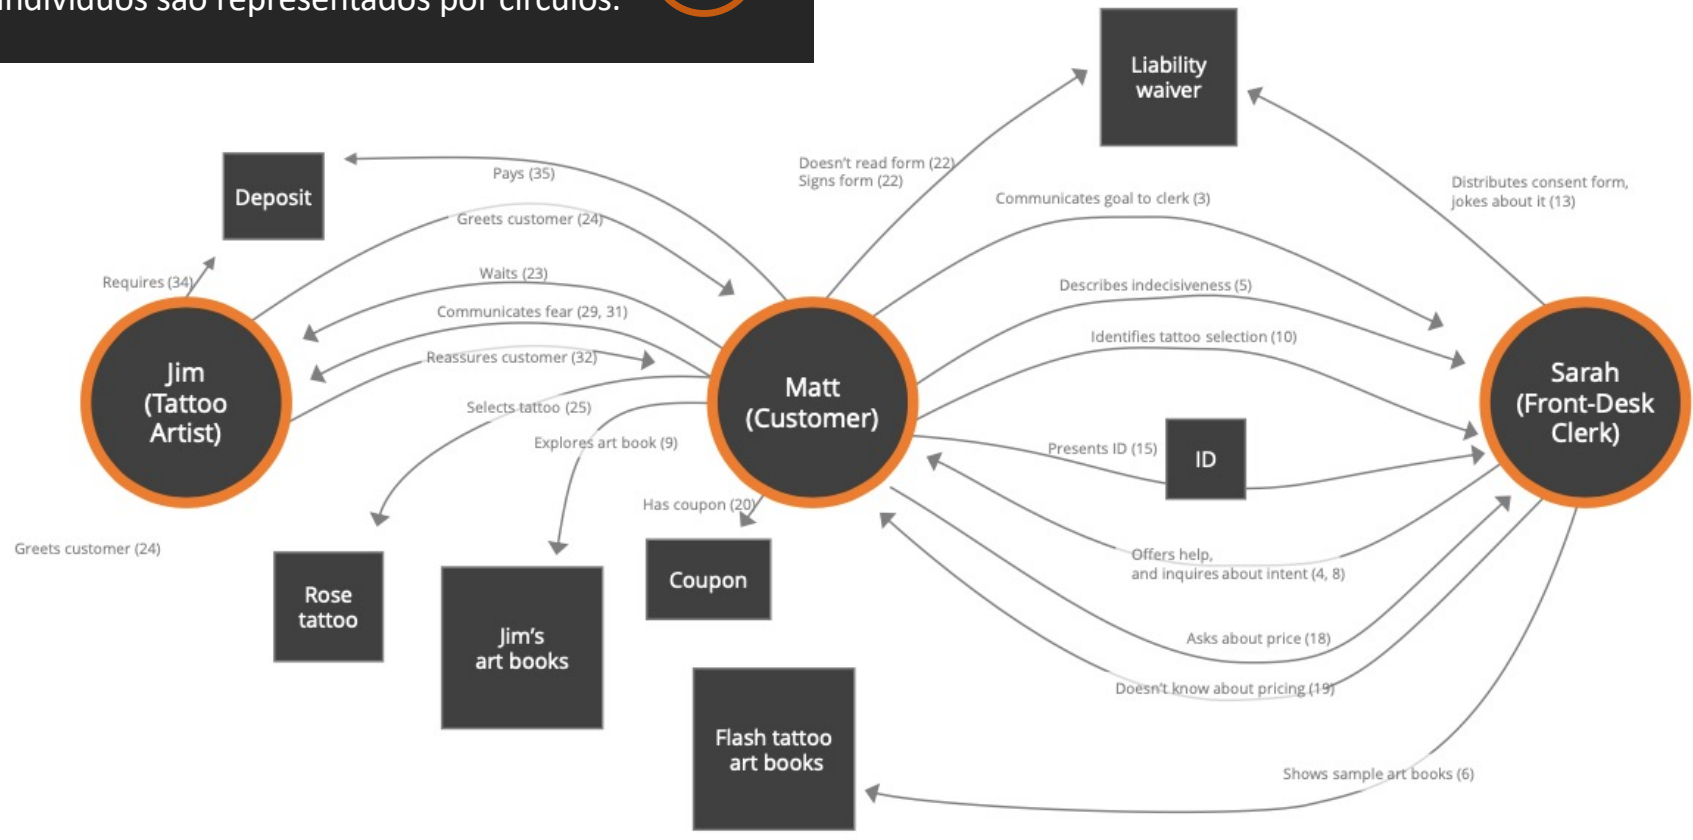 indivíduos são representados por círculos.
Liability
waiver
Doesn't read form (22)
Signs form (22)
Distributes consent form,
jokes about it (13)
Deposit
Pays (35)
Communicates goal to clerk (3)
Greets customer (24)
Requires (34)
Waits (23)
Describes indecisiveness (5)
Communicates fear (29, 31)
Identifies tattoo selection (10)
Reassures customer (32)
Jim
(Tattoo
Artist)
Matt
(Customer)
Sarah
(Front-Desk
Clerk)
Selects tattoo (25)
Explores art book (9)
Presents ID (15)
ID
Has coupon (20)
Greets customer (24)
Offers help,
and inquires about intent (4, 8)
Rose
tattoo
Jim's
art books
Coupon
Asks about price (18)
Doesn't know about pricing (19)
Flash tattoo
art books
Shows sample art books (6)